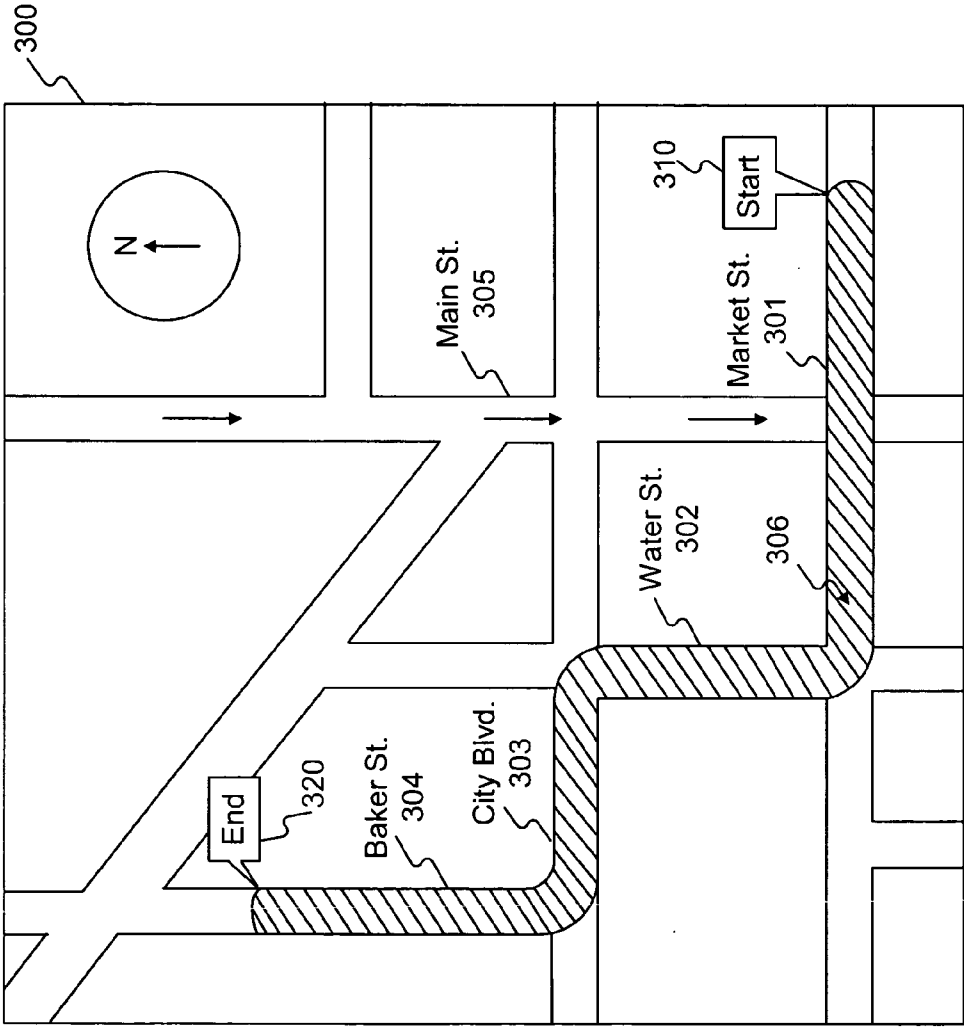 300
N
Main St.
305
310
Start
Market St.
301
Water St.
302
306
End
320
Baker St.
304
City Blvd.
303